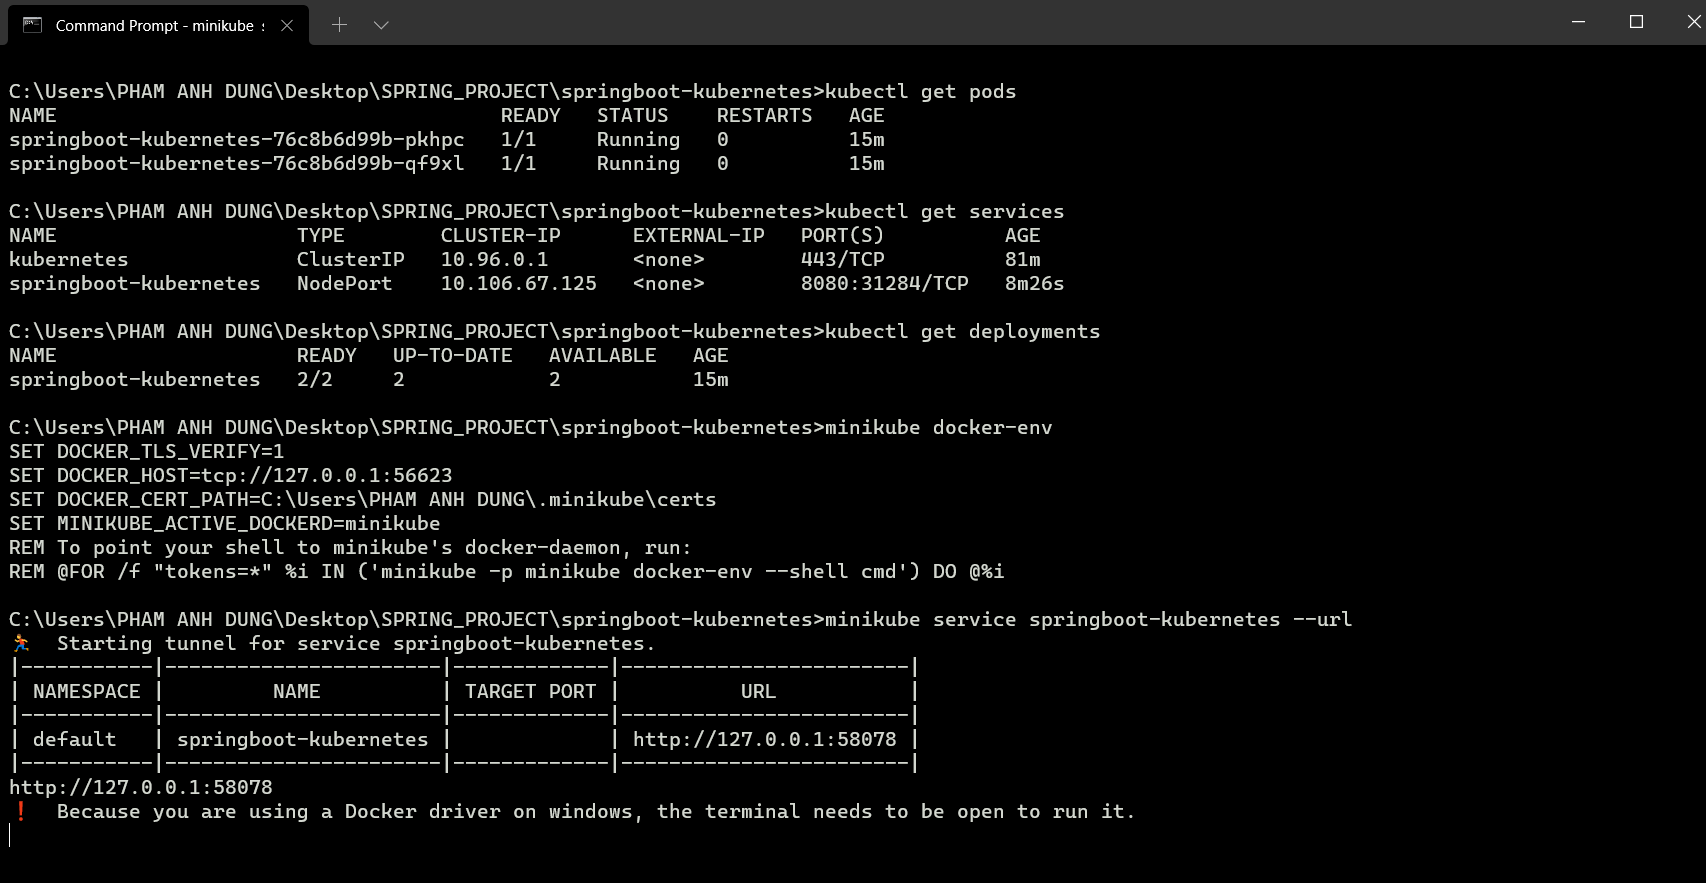 Command Prompt - minikube
C:\Users\PHAM ANH DUNG\Desktop\SPRING_PROJECT\springboot-kubernetes>kubectl get pods
NAME                                     READY   STATUS    RESTARTS   AGE
springboot-kubernetes-76c8b6d99b-pkhpc   1/1     Running   0          15m
springboot-kubernetes-76c8b6d99b-qf9xl   1/1     Running   0          15m
C:\Users\PHAM ANH DUNG\Desktop\SPRING_PROJECT\springboot-kubernetes>kubectl get services
NAME                    TYPE        CLUSTER-IP      EXTERNAL-IP   PORT(S)          AGE
kubernetes              ClusterIP   10.96.0.1       <none>        443/TCP          81m
springboot-kubernetes   NodePort    10.106.67.125   <none>        8080:31284/TCP   8m26s
C:\Users\PHAM ANH DUNG\Desktop\SPRING_PROJECT\springboot-kubernetes>kubectl get deployments
NAME                    READY   UP-TO-DATE   AVAILABLE   AGE
springboot-kubernetes   2/2     2            2           15m
C:\Users\PHAM ANH DUNG\Desktop\SPRING_PROJECT\springboot-kubernetes>minikube docker-env
SET DOCKER_TLS_VERIFY=1
SET DOCKER_HOST=tcp://127.0.0.1:56623
SET DOCKER_CERT_PATH=C:\Users\PHAM ANH DUNG\.minikube\certs
SET MINIKUBE_ACTIVE_DOCKERD=minikube
REM To point your shell to minikube's docker-daemon, run:
REM @FOR /f "tokens=*" %i IN ('minikube -p minikube docker-env --shell cmd') DO @%i
C:\Users\PHAM ANH DUNG\Desktop\SPRING_PROJECT\springboot-kubernetes>minikube service springboot-kubernetes --url
🏃  Starting tunnel for service springboot-kubernetes.
|-----------|-----------------------|-------------|------------------------|
| NAMESPACE |         NAME          | TARGET PORT |          URL           |
|-----------|-----------------------|-------------|------------------------|
| default   | springboot-kubernetes |             | http://127.0.0.1:58078 |
|-----------|-----------------------|-------------|------------------------|
http://127.0.0.1:58078
❗  Because you are using a Docker driver on windows, the terminal needs to be open to run it.